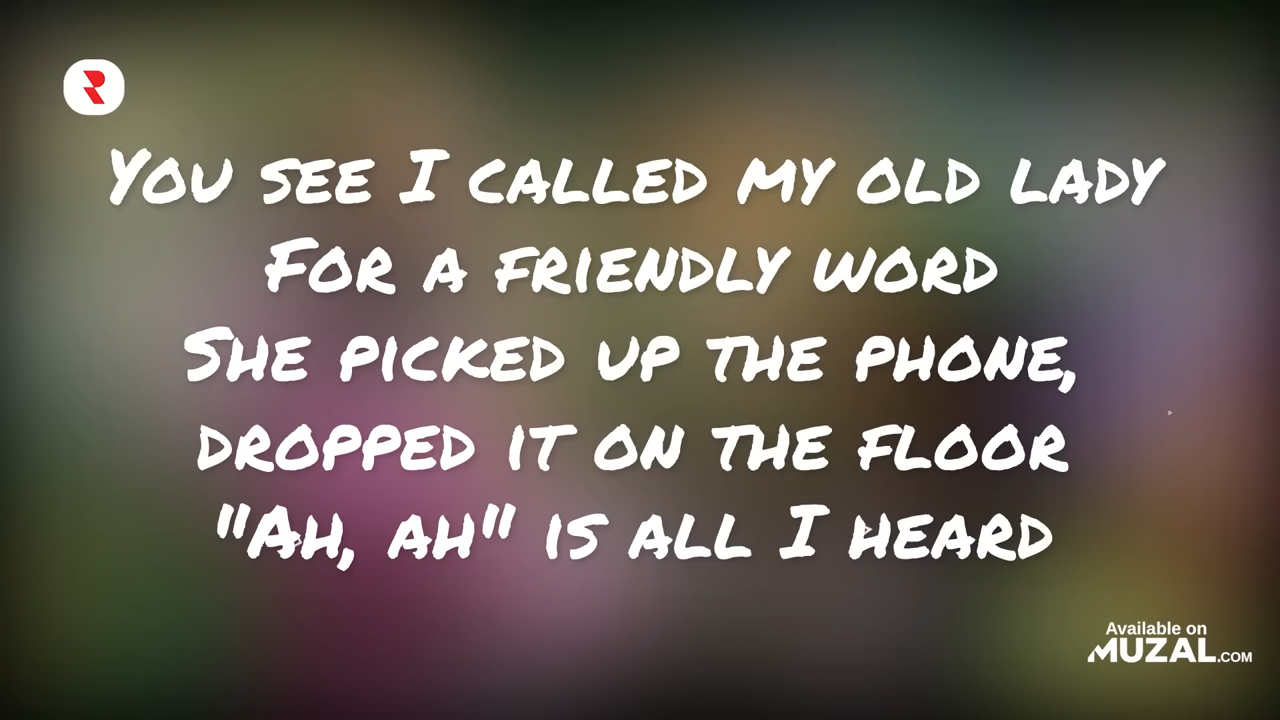 You see I called my old lady
For a friendly word
She picked up the phone,
dropped it on the floor
"Ah, ah" is all I heard
Available on
MUZAL.COM